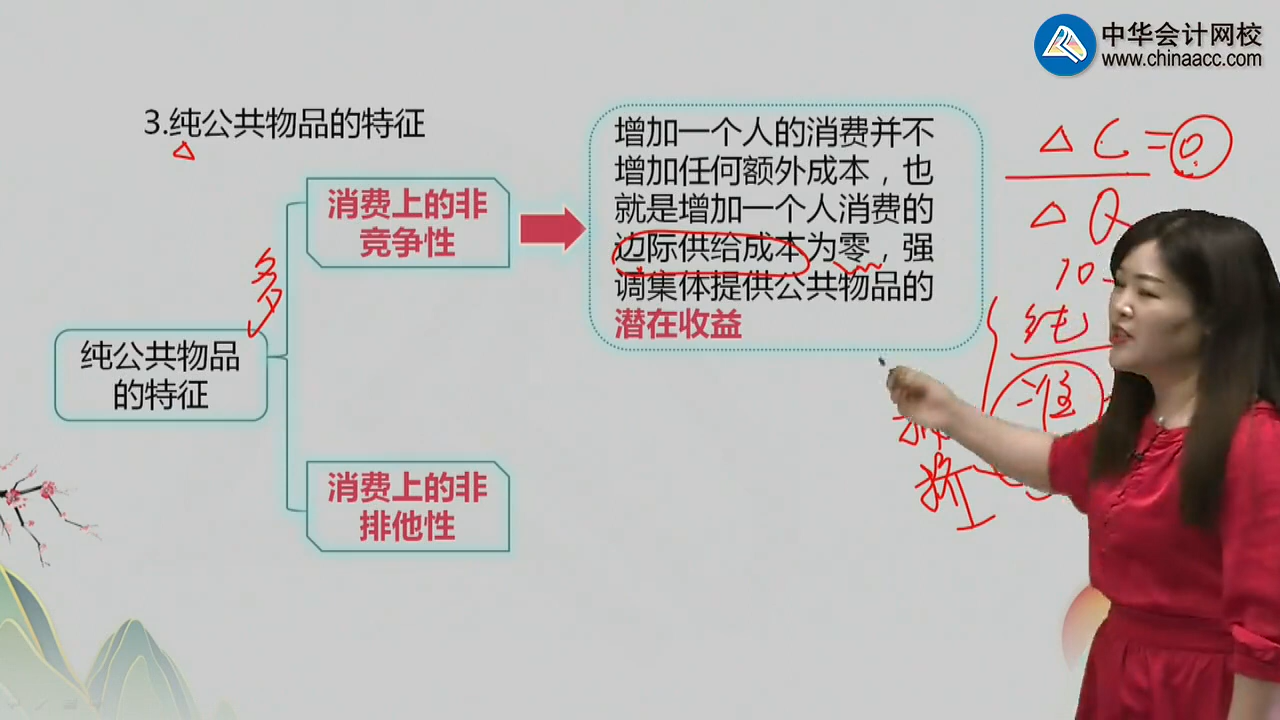 中华会计网校
www.chinaacc.com
3.纯公共物品的特征
增加一个人的消费并不
增加任何额外成本，也
就是增加一个人消费的
边际供给成本为零，强
调集体提供公共物品的
潜在收益
消费上的非
竞争性
纯公共物品
的特征
消费上的非
排他性
多
△C=0
△Q
10
纯
准